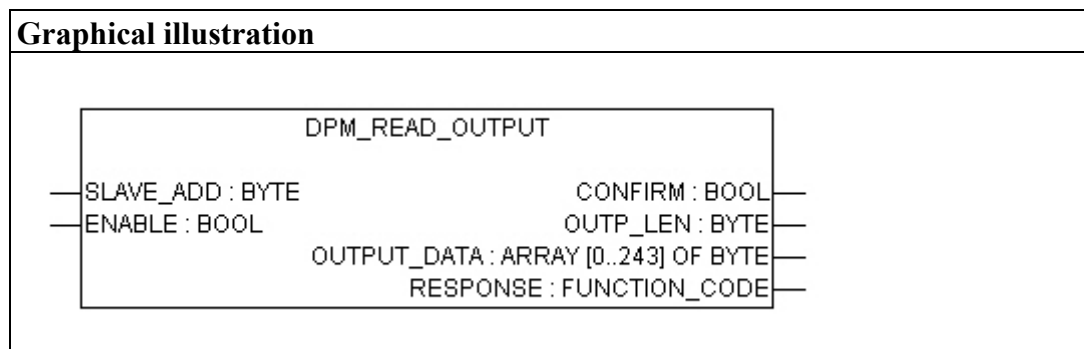 Graphical illustration
DPM_READ_OUTPUT
SLAVE_ADD : BYTE CONFIRM : BOOL
ENABLE : BOOL OUTP_LEN : BYTE
OUTPUT_DATA : ARRAY [0..243] OF BYTE
RESPONSE : FUNCTION_CODE